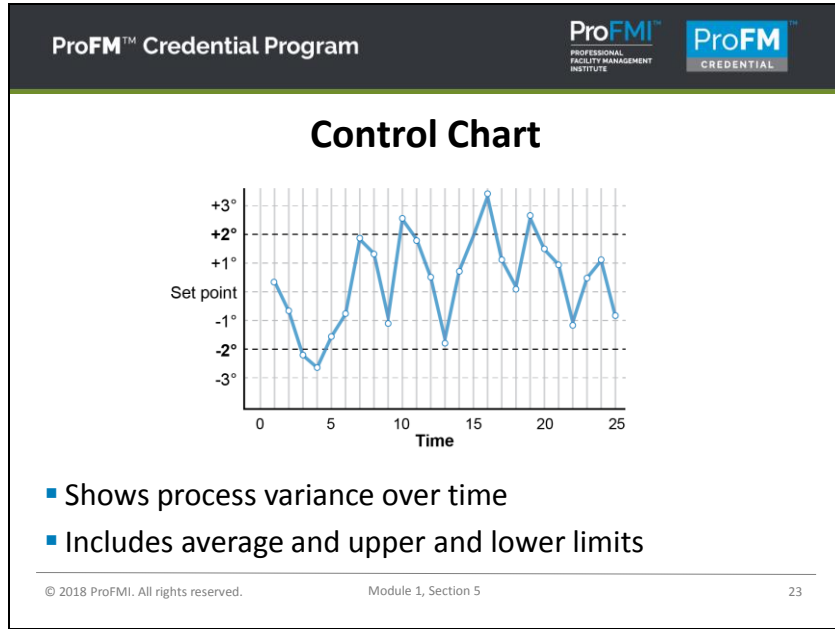 ProFM™ Credential Program
ProFMI™
PROFESSIONAL
FACILITY MANAGEMENT
INSTITUTE
ProFM™
CREDENTIAL
Control Chart
+3°
+2°
+1°
Set point
-1°
-2°
-3°
0 5 10 15 20 25
Time
▪ Shows process variance over time
▪ Includes average and upper and lower limits
© 2018 ProFMI. All rights reserved. Module 1, Section 5 23